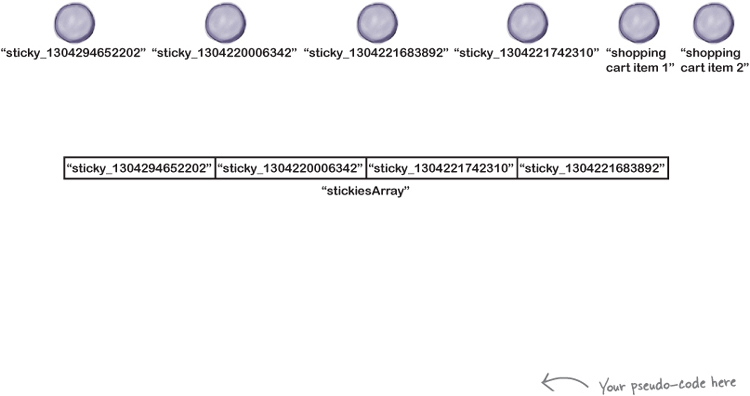 “sticky_1304294652202” “sticky_1304220006342” “sticky_1304221683892” “sticky_1304221742310” “shopping “shopping
cart item 1” cart item 2”
“sticky_1304294652202” “sticky_1304220006342” “sticky_1304221742310” “sticky_1304221683892”
“stickiesArray”
Your pseudo-code here